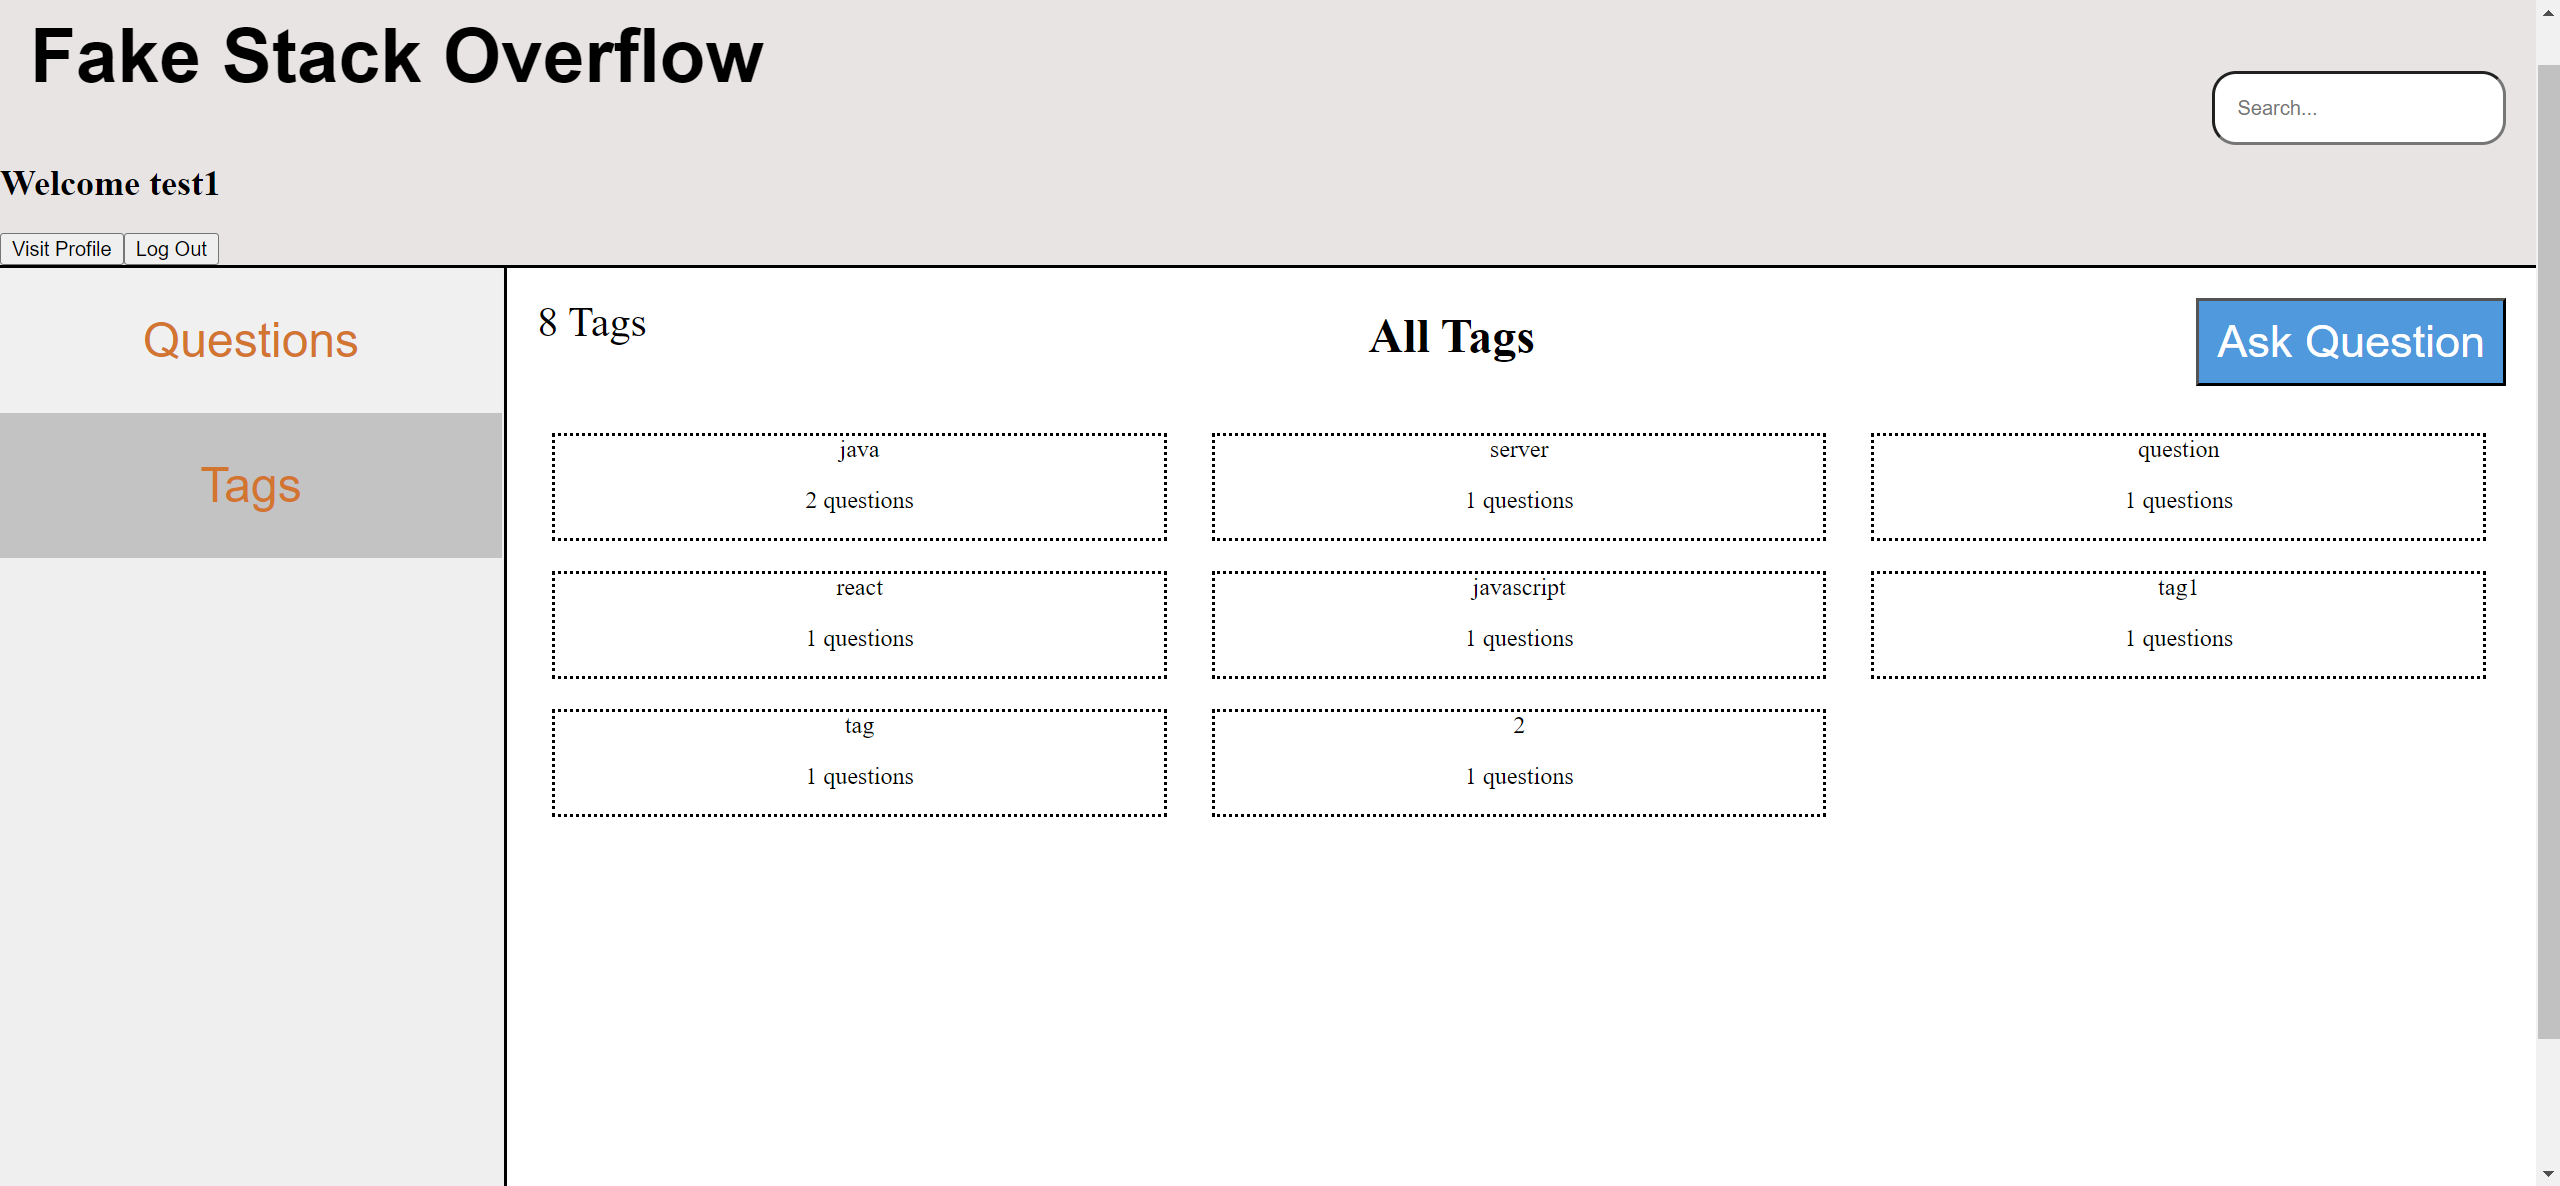 Fake Stack Overflow
Search...
Welcome test1
Visit Profile Log Out
Questions
Tags
8 Tags
All Tags
Ask Question
java
2 questions
server
1 questions
question
1 questions
react
1 questions
javascript
1 questions
tag1
1 questions
tag
1 questions
2
1 questions